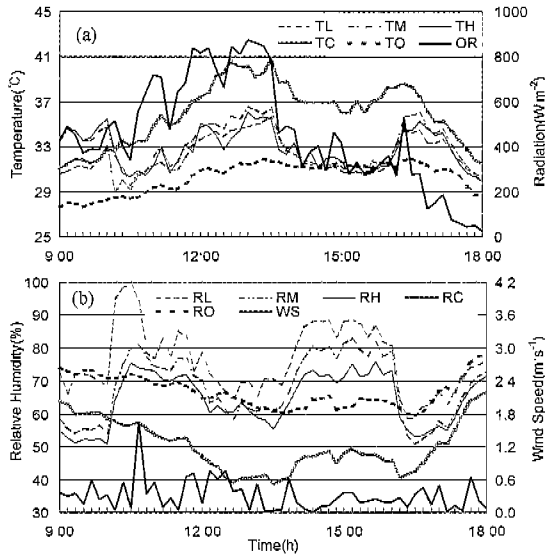 (a)
TL TM TH
TC TO OR
45
41
37
33
29
25
Temperature(℃)
1000
800
600
400
200
0
Radiation(W·m⁻²)
9 00 12:00 15:00 18:00
(b)
RL RM RH RC
RO WS
100
90
80
70
60
50
40
30
Relative Humidity(%)
4 2
3.6
3.0
2.4
1.8
1.2
0.6
0.0
Wind Speed(m·s⁻¹)
9 00 12 00 15:00 18 00
Time(h)